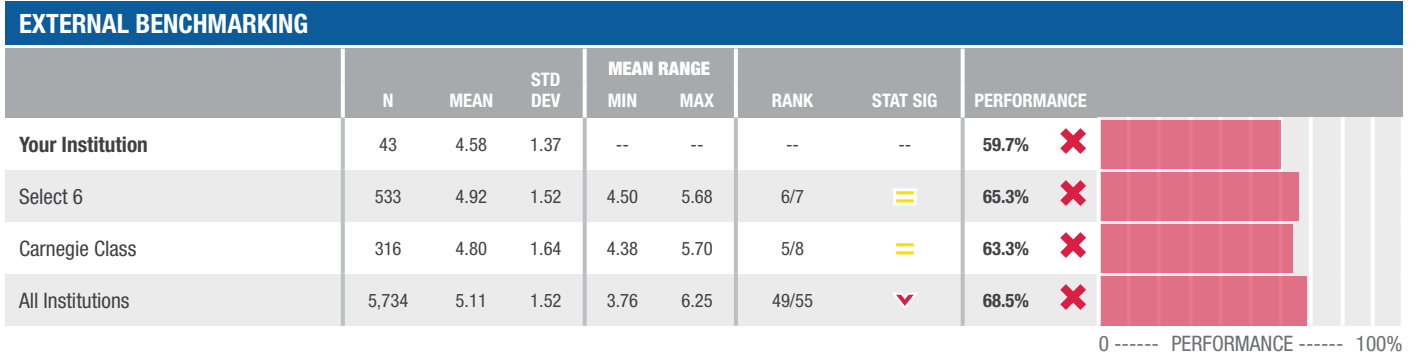 EXTERNAL BENCHMARKING
N MEAN STD DEV MEAN RANGE MIN MAX RANK STAT SIG PERFORMANCE
Your Institution 43 4.58 1.37 -- -- -- -- 59.7%
Select 6 533 4.92 1.52 4.50 5.68 6/7 = 65.3%
Carnegie Class 316 4.80 1.64 4.38 5.70 5/8 = 63.3%
All Institutions 5,734 5.11 1.52 3.76 6.25 49/55 68.5%
0 ------ PERFORMANCE ------ 100%